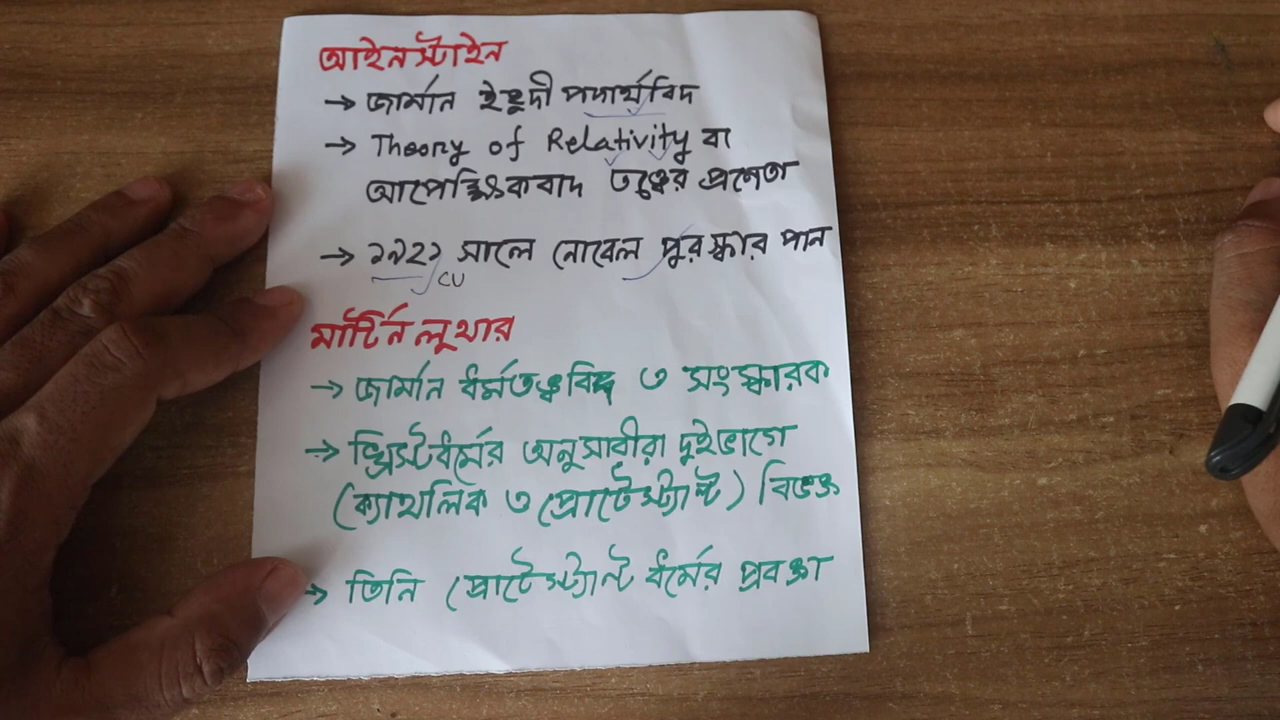 আইনস্টাইন
→ জার্মান ইহুদী পদার্থবিদ
→ Theory of Relativity বা
আপেক্ষিকবাদ তত্ত্বের প্রনেতা
→ ১৯২১ সালে নোবেল পুরস্কার পান
CU
মার্টিন লুথার
→ জার্মান ধর্মতত্ত্ববিদ ও সংস্কারক
→ খ্রিস্টধর্মের অনুসারীরা দুইভাগে
(ক্যাথলিক ও প্রোটেস্ট্যান্ট) বিভক্ত
→ তিনি প্রোটেস্ট্যান্ট ধর্মের প্রবক্তা